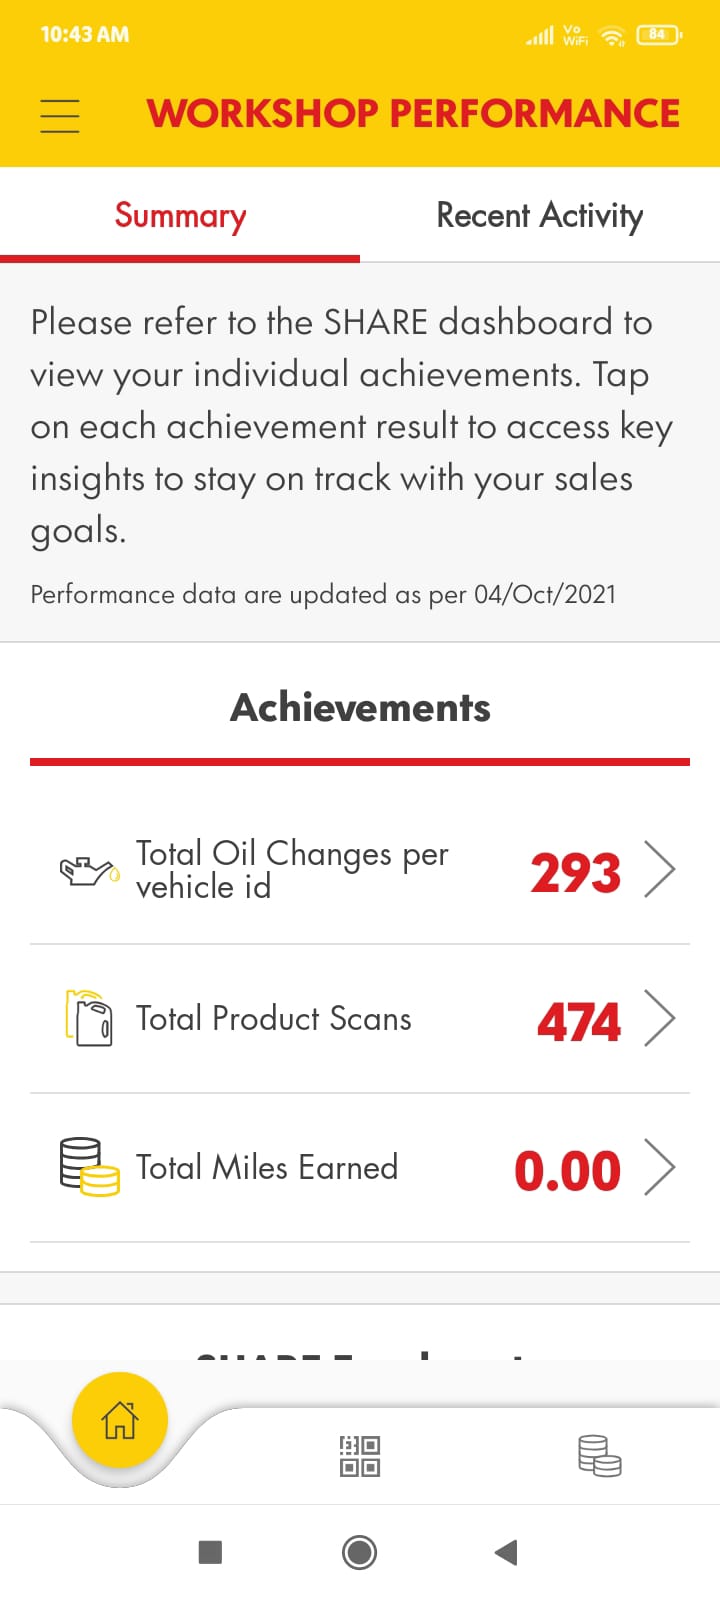 10:43 AM
Vo
WiFi
84
WORKSHOP PERFORMANCE
Summary
Recent Activity
Please refer to the SHARE dashboard to
view your individual achievements. Tap
on each achievement result to access key
insights to stay on track with your sales
goals.
Performance data are updated as per 04/Oct/2021
Achievements
Total Oil Changes per
vehicle id
293
Total Product Scans
474
Total Miles Earned
0.00